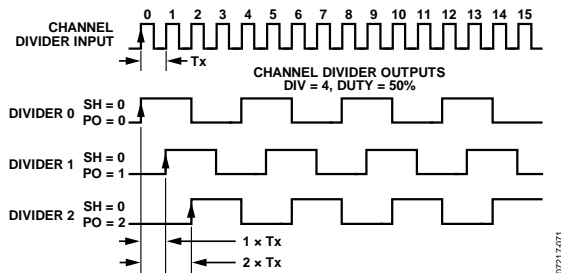 0 1 2 3 4 5 6 7 8 9 10 11 12 13 14 15
CHANNEL
DIVIDER INPUT
Tx
CHANNEL DIVIDER OUTPUTS
DIV = 4, DUTY = 50%
DIVIDER 0
SH = 0
PO = 0
DIVIDER 1
SH = 0
PO = 1
DIVIDER 2
SH = 0
PO = 2
1 × Tx
2 × Tx
07217-071